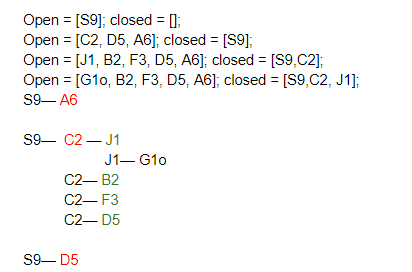 Open = [S9]; closed = [];
Open = [C2, D5, A6]; closed = [S9];
Open = [J1, B2, F3, D5, A6]; closed = [S9,C2];
Open = [G1o, B2, F3, D5, A6]; closed = [S9,C2, J1];
S9— A6
S9— C2 — J1
J1— G1o
C2— B2
C2— F3
C2— D5
S9— D5